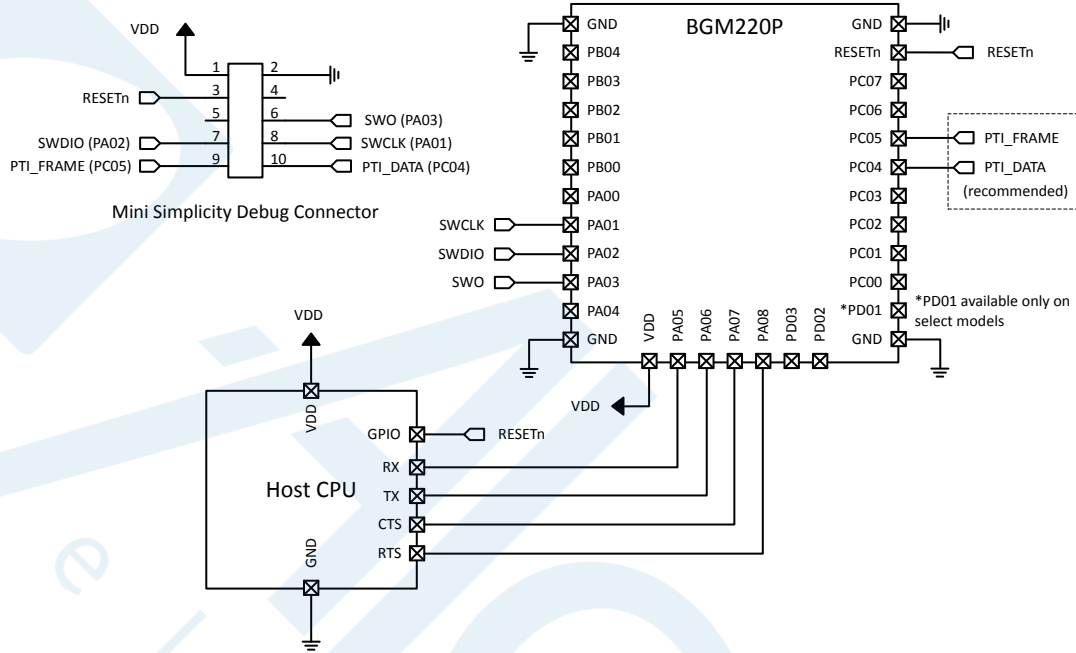 VDD
1
2
RESETn
3
4
5
6
SWO (PA03)
SWDIO (PA02)
7
8
SWCLK (PA01)
PTI_FRAME (PC05)
9
10
PTI_DATA (PC04)
Mini Simplicity Debug Connector
BGM220P
GND
GND
PB04
RESETn
RESETn
PB03
PC07
PB02
PC06
PB01
PC05
PTI_FRAME
PB00
PC04
PTI_DATA
(recommended)
PA00
PC03
SWCLK
PA01
PC02
SWDIO
PA02
PC01
SWO
PA03
PC00
PA04
*PD01
*PD01 available only on
select models
GND
GND
VDD
PA05
PA06
PA07
PA08
PD03
PD02
VDD
VDD
VDD
GPIO
RESETn
RX
Host CPU
TX
CTS
RTS
GND
e